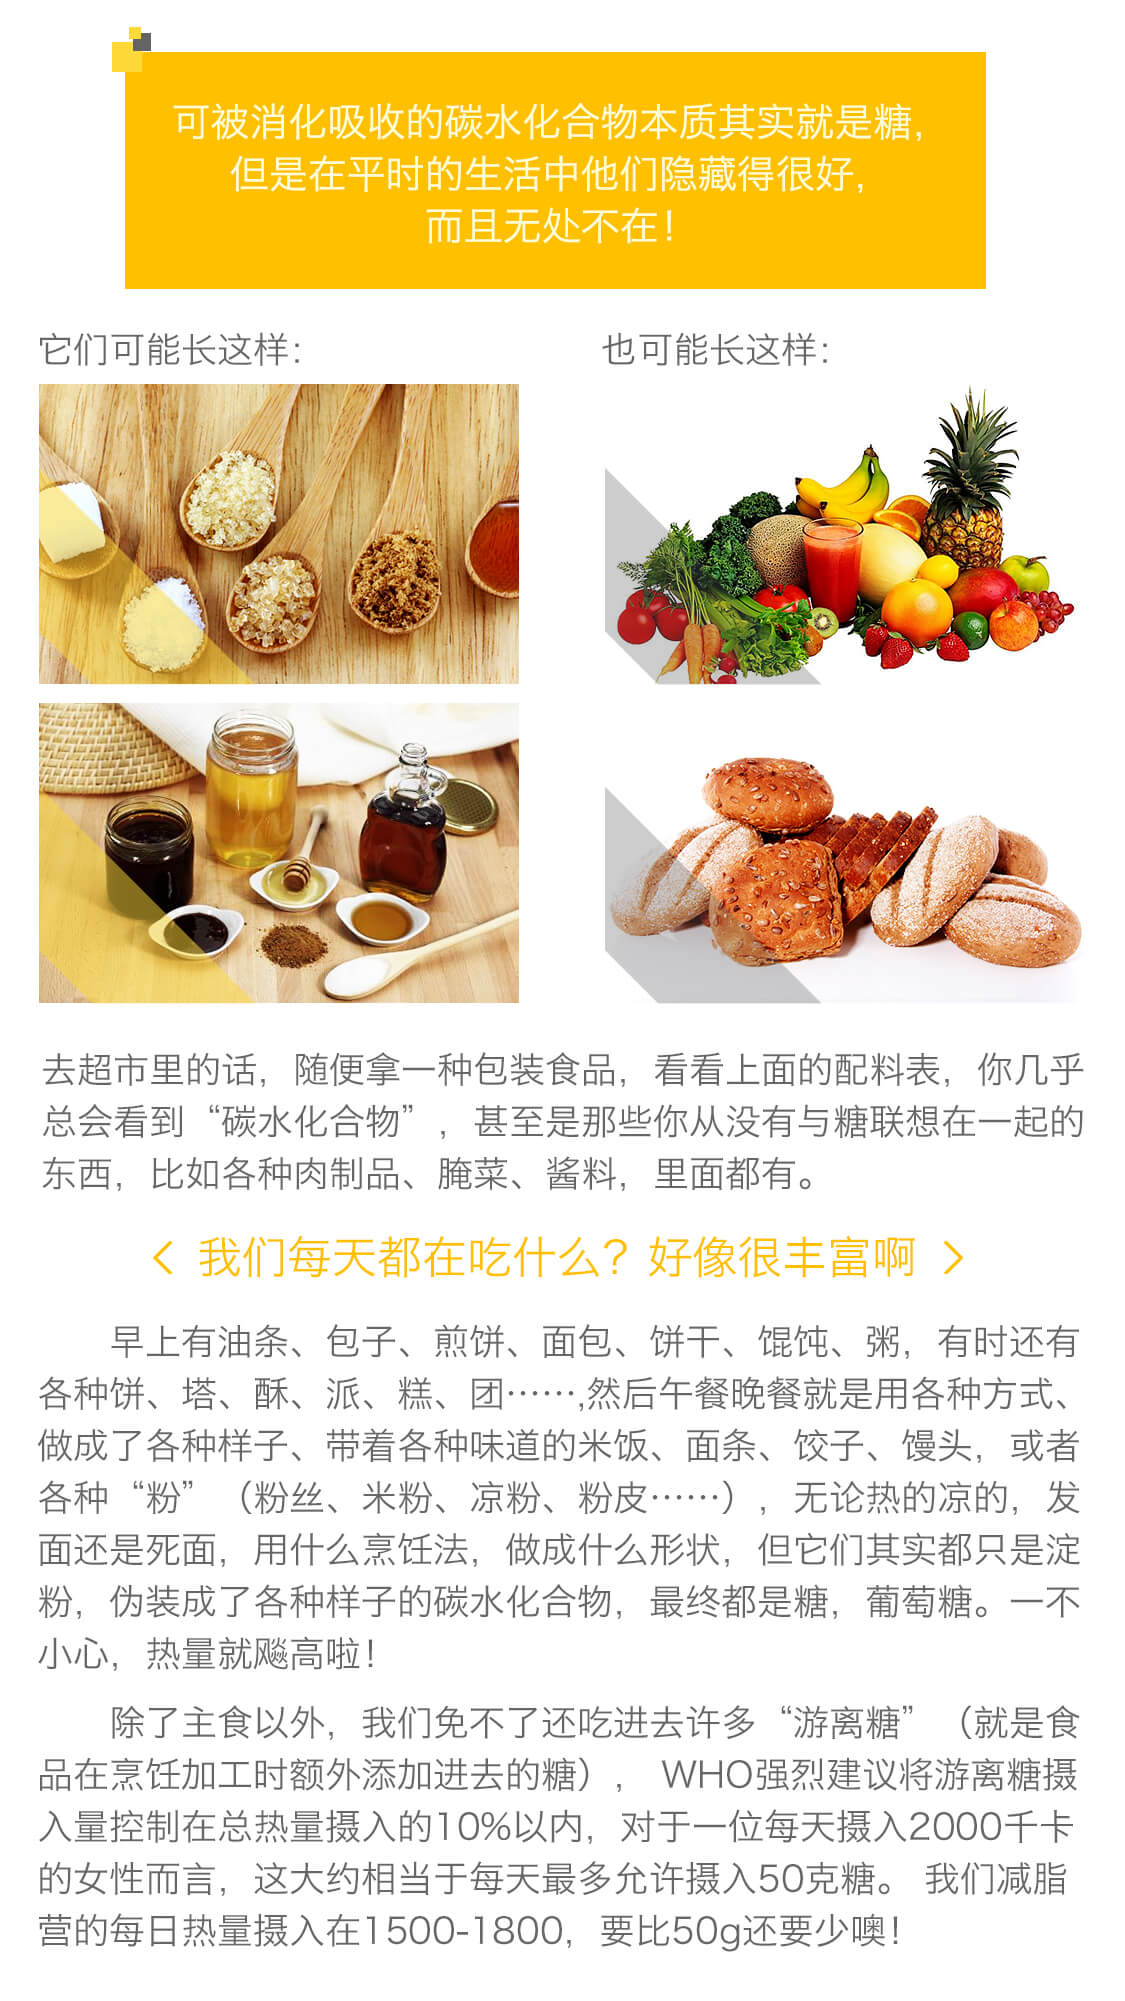 可被消化吸收的碳水化合物本质其实就是糖，
但是在平时的生活中他们隐藏得很好，
而且无处不在！
它们可能长这样：
也可能长这样：
去超市里的话，随便拿一种包装食品，看看上面的配料表，你几乎
总会看到“碳水化合物”，甚至是那些你从没有与糖联想在一起的
东西，比如各种肉制品、腌菜、酱料，里面都有。
< 我们每天都在吃什么？好像很丰富啊 >
早上有油条、包子、煎饼、面包、饼干、馄饨、粥，有时还有
各种饼、塔、酥、派、糕、团……,然后午餐晚餐就是用各种方式、
做成了各种样子、带着各种味道的米饭、面条、饺子、馒头，或者
各种“粉”（粉丝、米粉、凉粉、粉皮……），无论热的凉的，发
面还是死面，用什么烹饪法，做成什么形状，但它们其实都只是淀
粉，伪装成了各种样子的碳水化合物，最终都是糖，葡萄糖。一不
小心，热量就飚高啦！
除了主食以外，我们免不了还吃进去许多“游离糖”（就是食
品在烹饪加工时额外添加进去的糖）， WHO强烈建议将游离糖摄
入量控制在总热量摄入的10%以内，对于一位每天摄入2000千卡
的女性而言，这大约相当于每天最多允许摄入50克糖。 我们减脂
营的每日热量摄入在1500-1800，要比50g还要少噢！